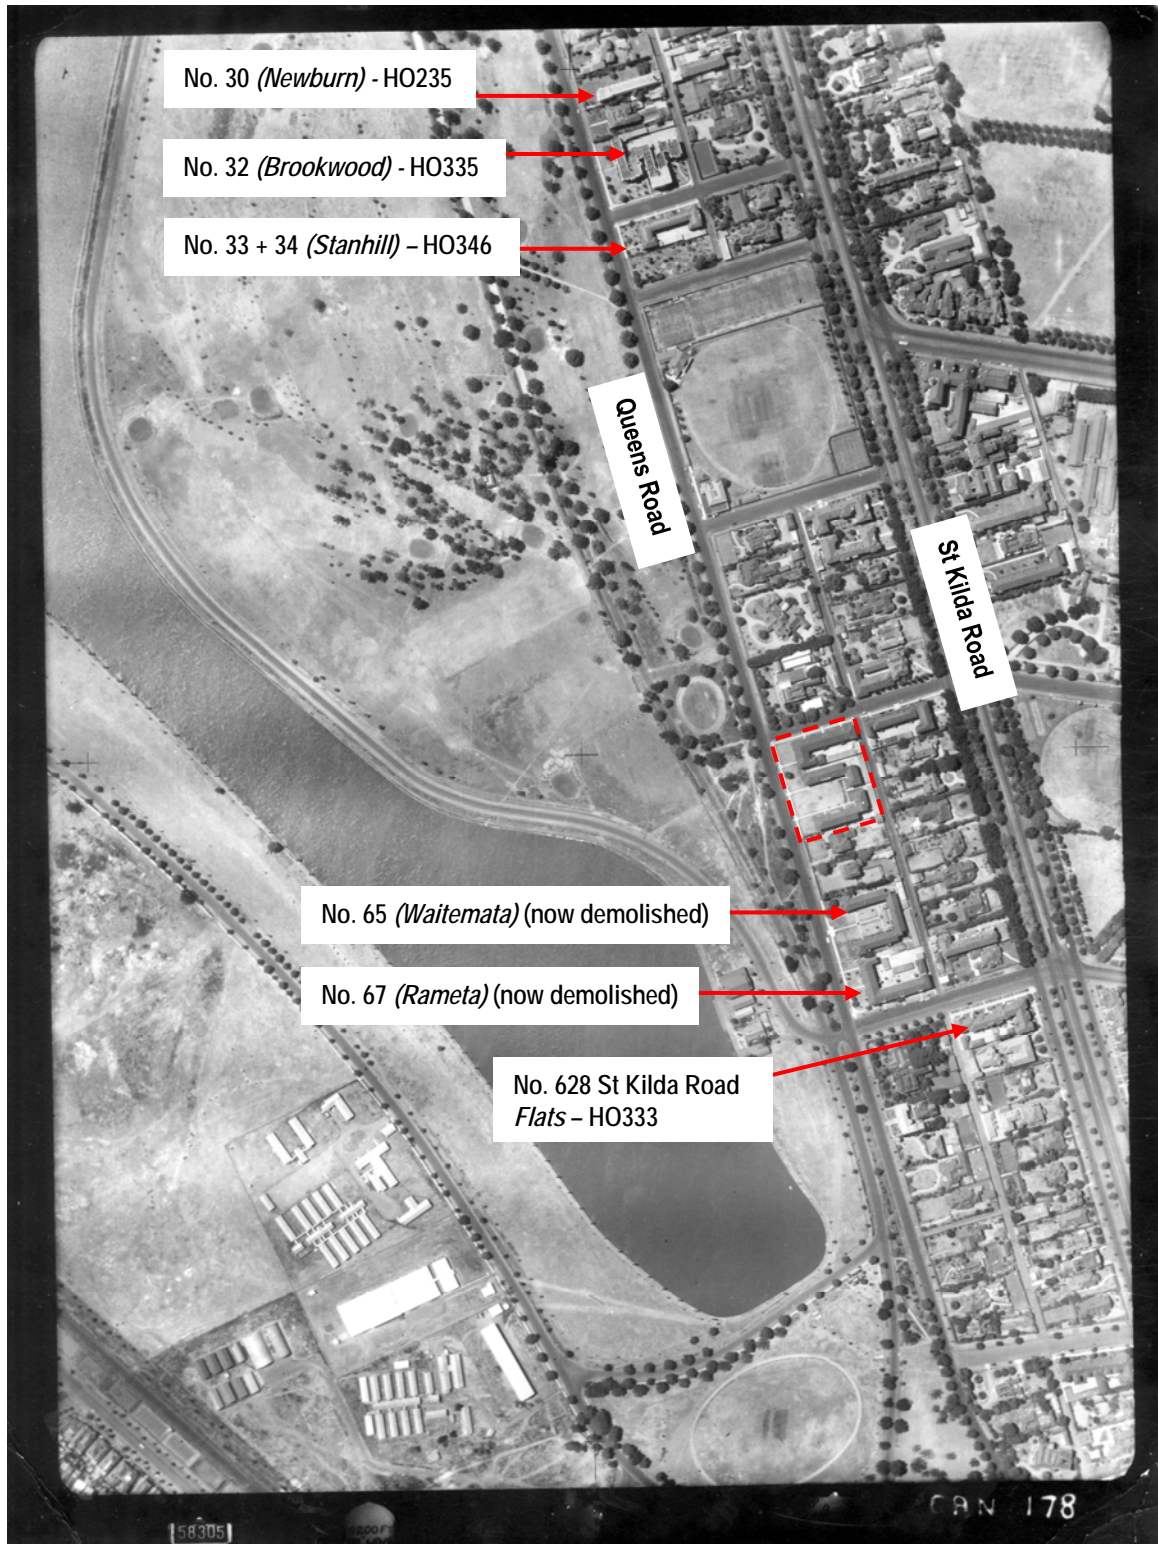 No. 30 (Newburn) - HO235
No. 32 (Brookwood) - HO335
No. 33 + 34 (Stanhill) – HO346
Queens Road
St Kilda Road
No. 65 (Waitemata) (now demolished)
No. 67 (Rameta) (now demolished)
No. 628 St Kilda Road
Flats – HO333
CAN 178
58305